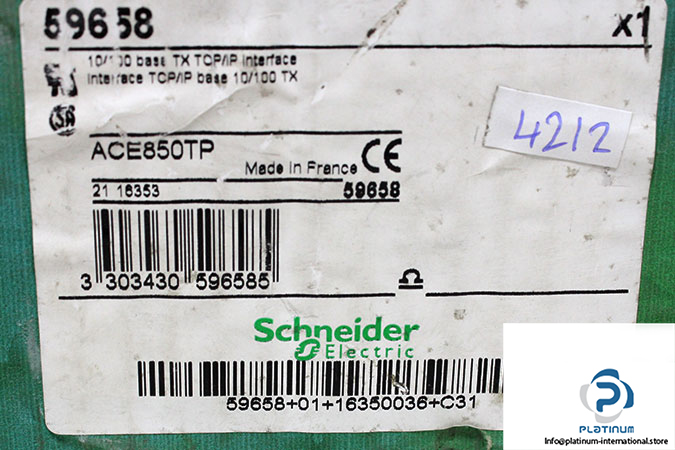 59658 x1
10/100 base TX TCP/IP interface
Interface TCP/IP base 10/100 TX
ACE850TP
Made in France CE
21 16353 59658
4212
3 303430 596585
Schneider
Electric
59658+01+16350036+C31
PLATINUM
Info@platinum-international.store